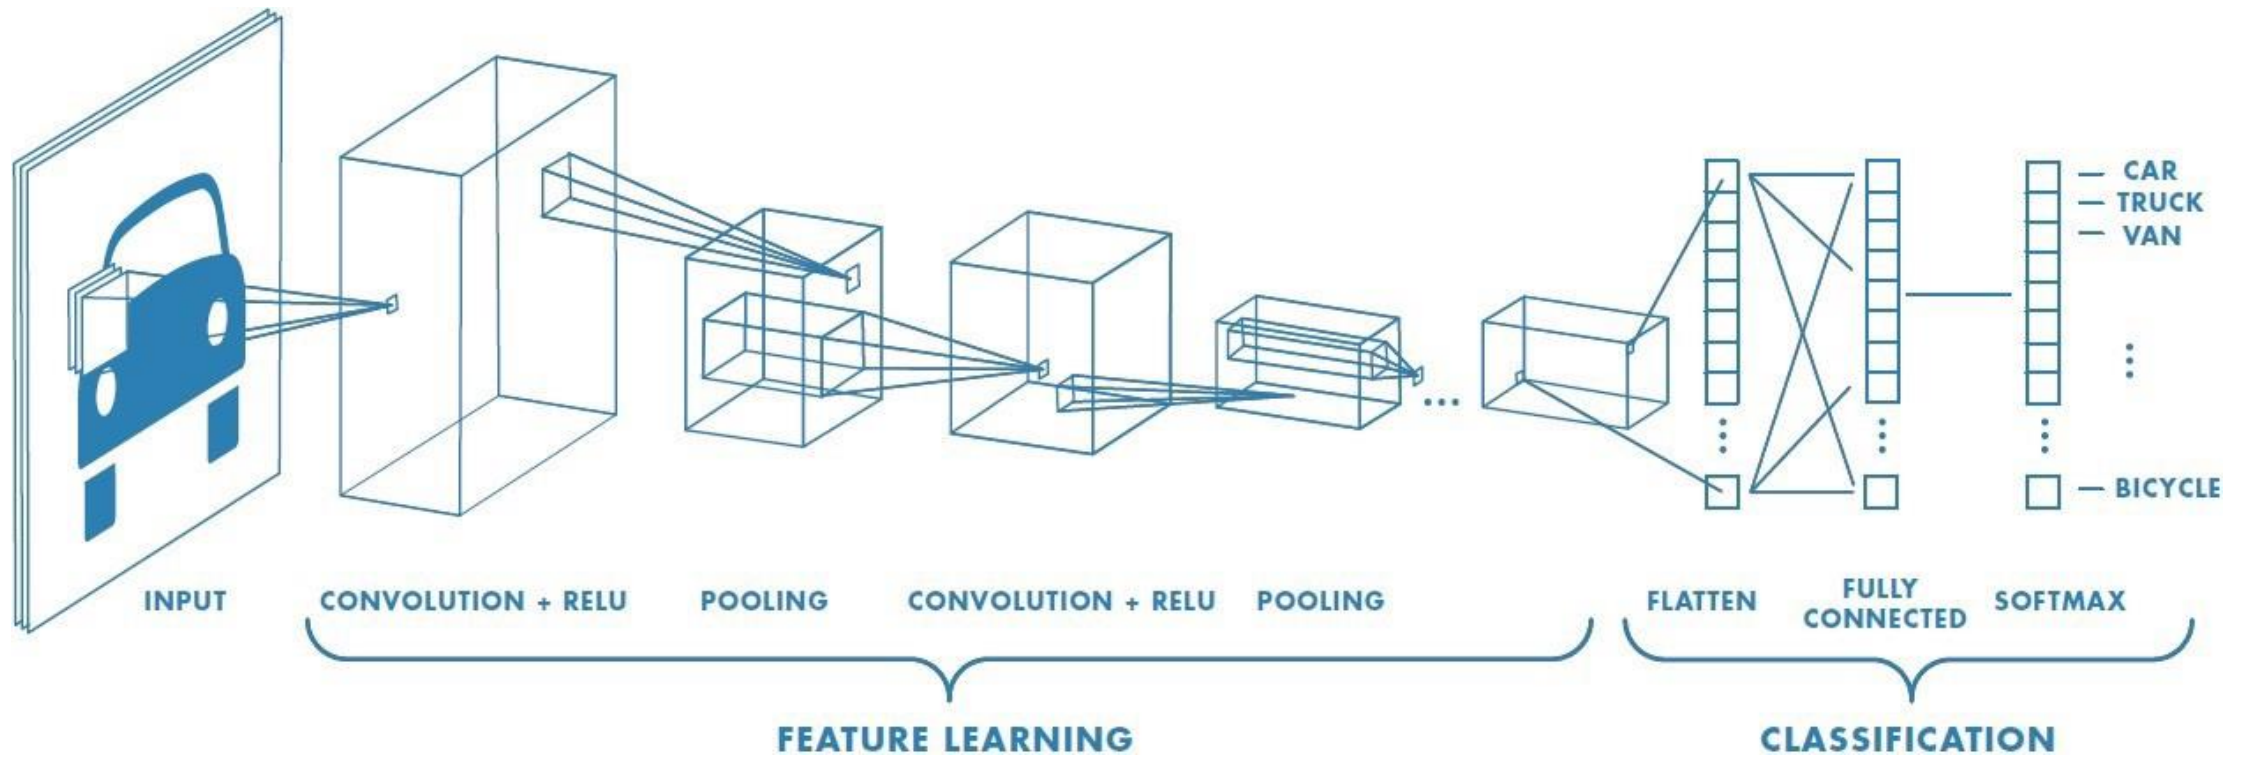 CAR
TRUCK
VAN
BICYCLE
INPUT
CONVOLUTION + RELU
POOLING
CONVOLUTION + RELU
POOLING
FLATTEN
FULLY
CONNECTED
SOFTMAX
FEATURE LEARNING
CLASSIFICATION